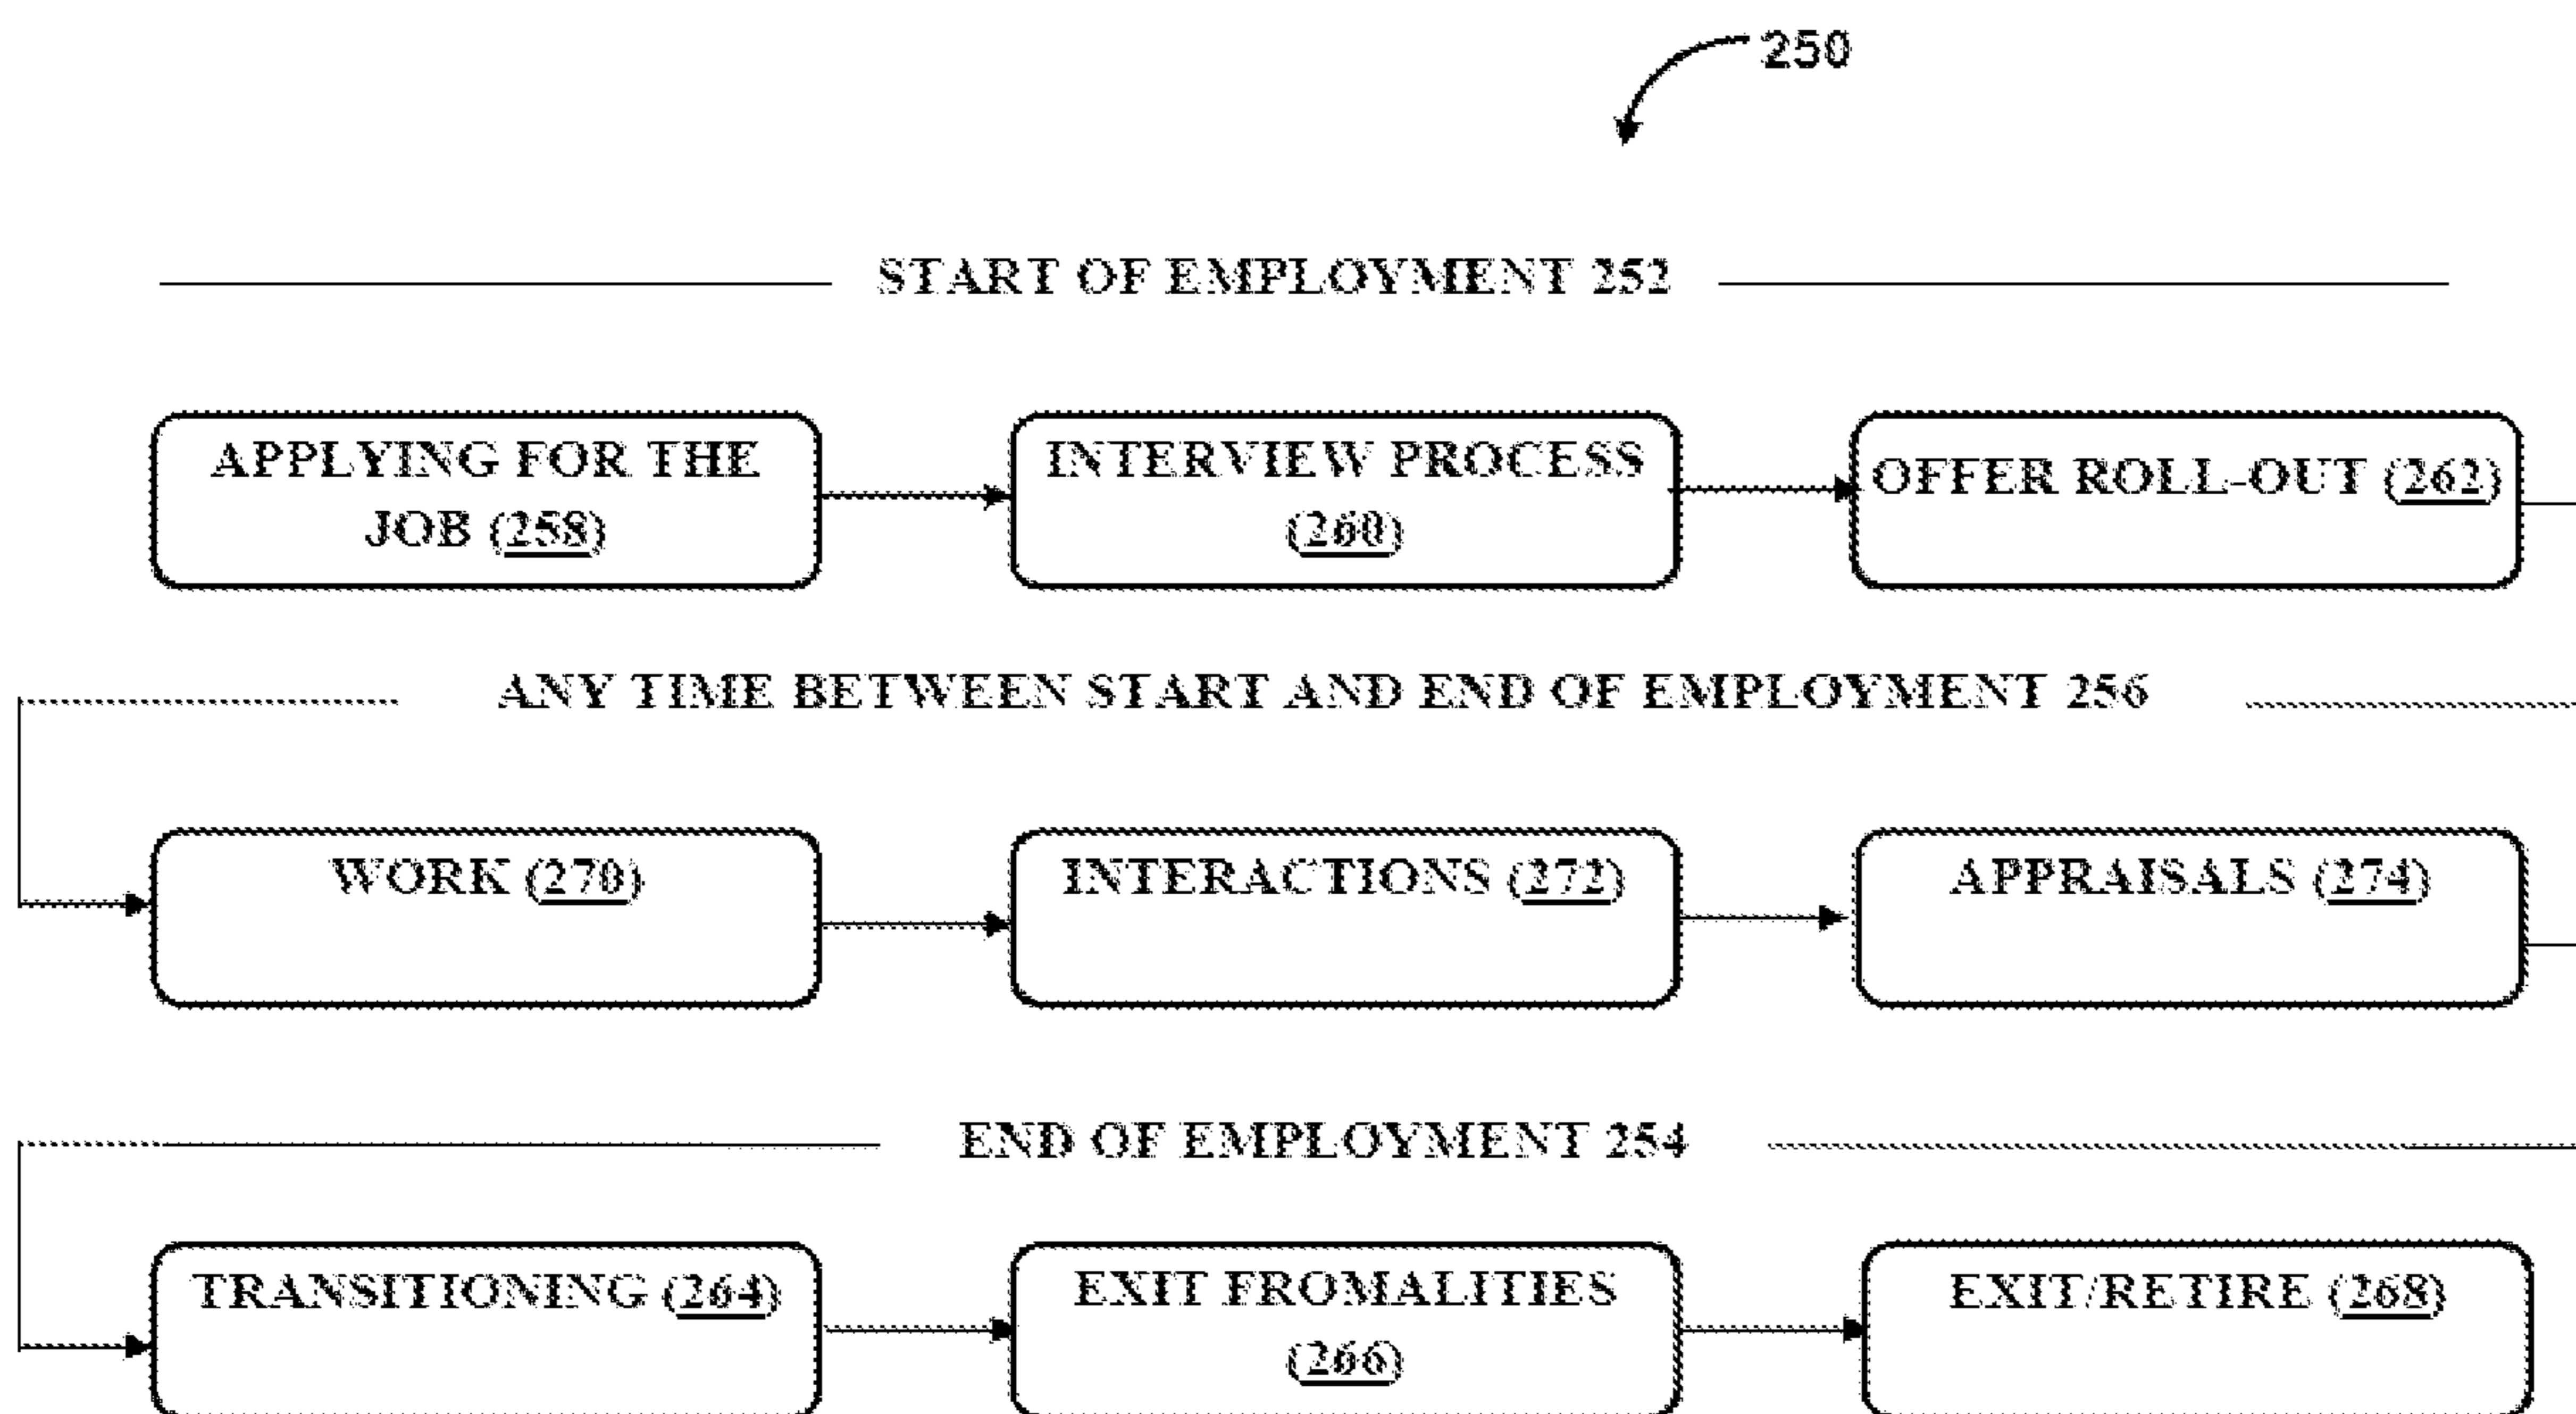 250
START OF EMPLOYMENT 252
APPLYING FOR THE
JOB (258)
INTERVIEW PROCESS
(260)
OFFER ROLL-OUT (262)
ANY TIME BETWEEN START AND END OF EMPLOYMENT 256
WORK (270)
INTERACTIONS (272)
APPRAISALS (274)
END OF EMPLOYMENT 254
TRANSITIONING (264)
EXIT FROMALITIES
(266)
EXIT/RETIRE (268)